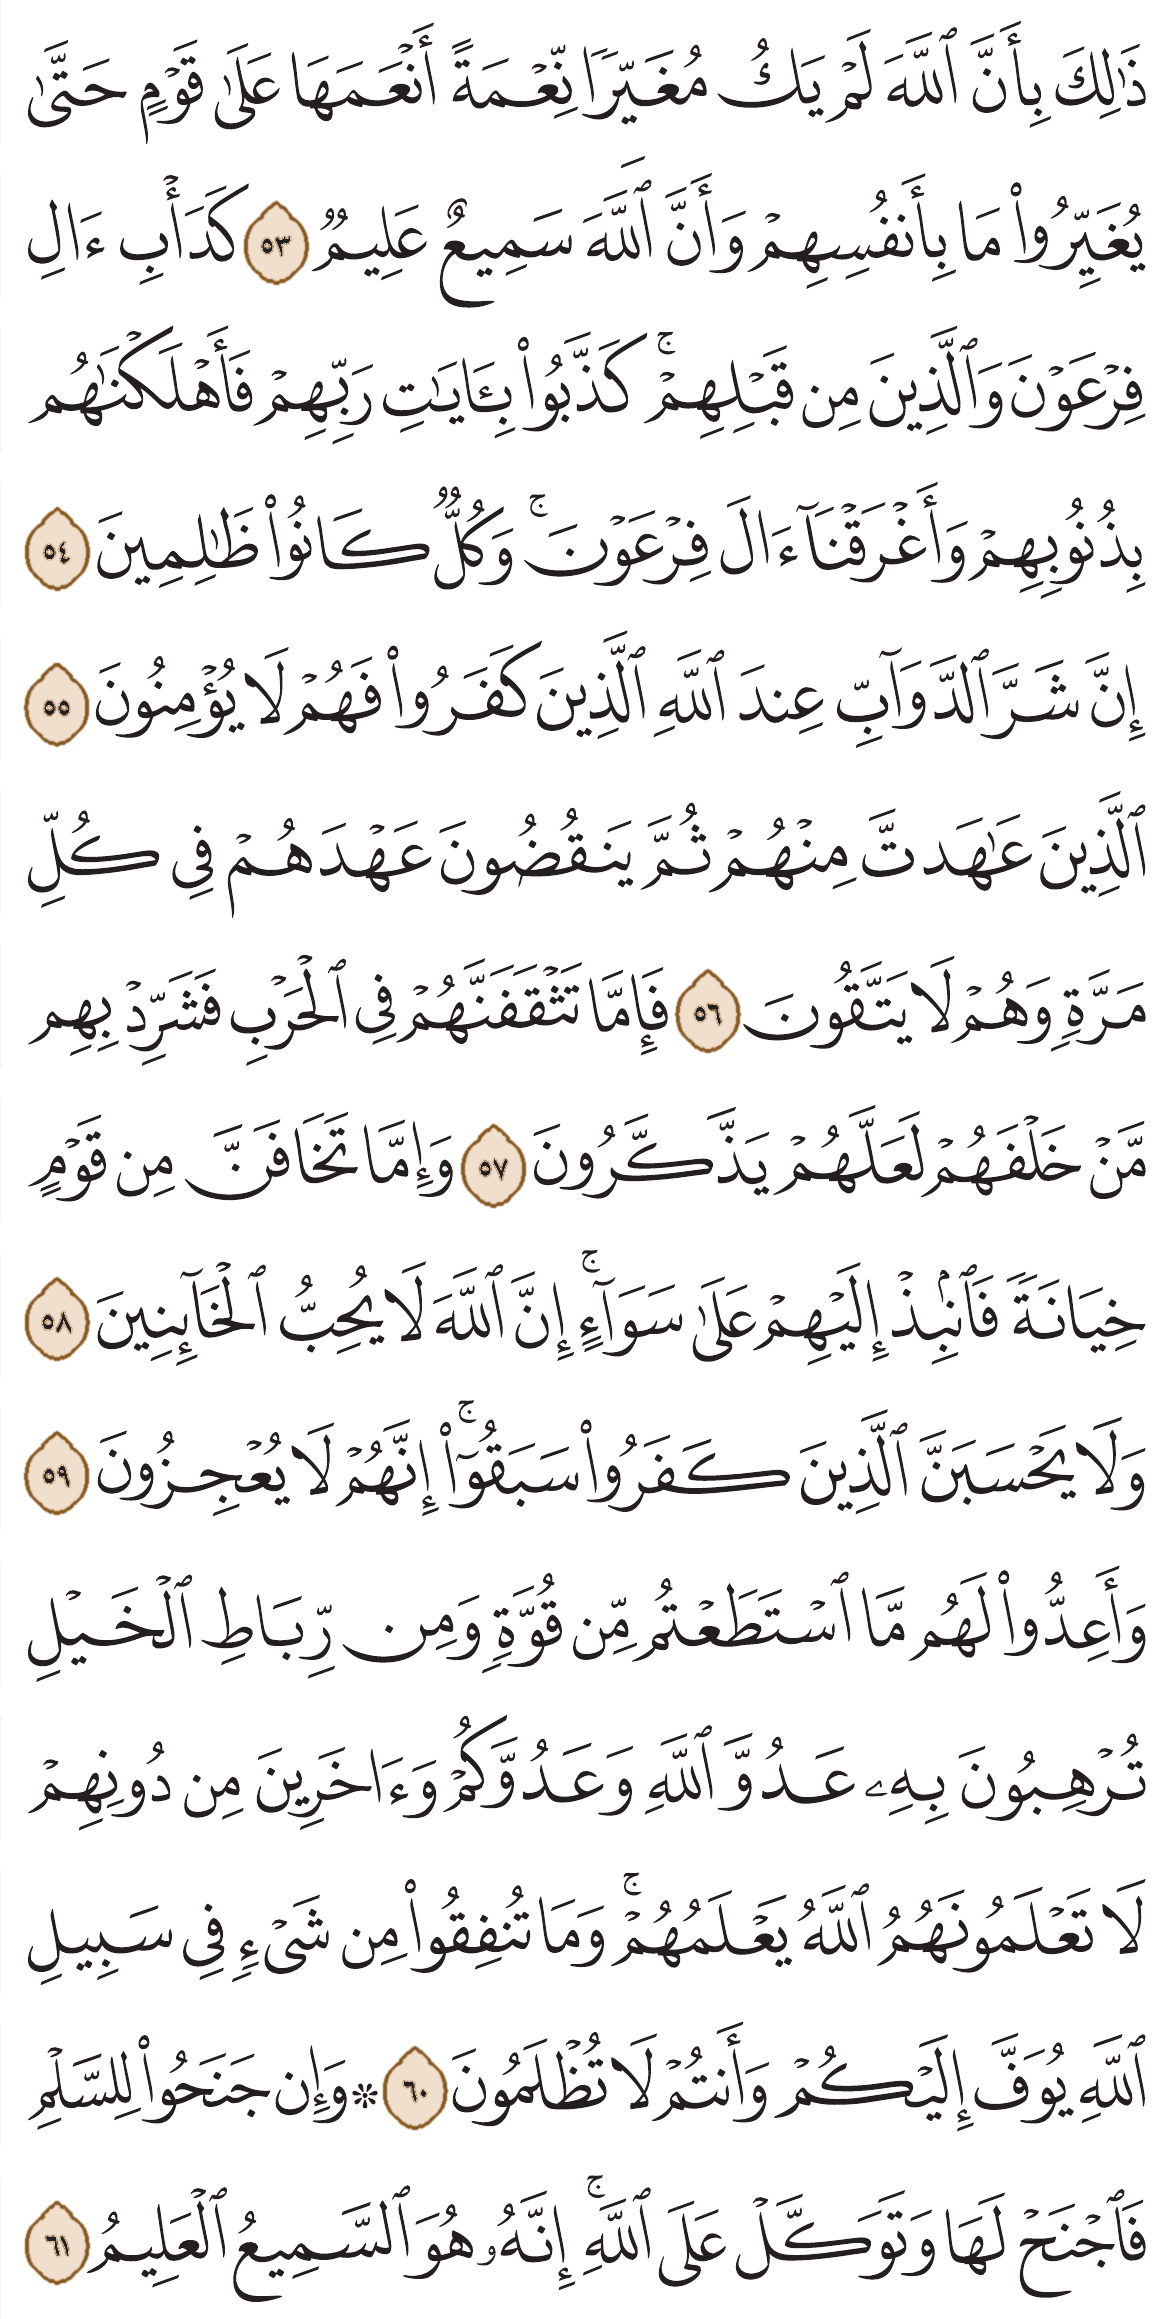 ذَٰلِكَ بِأَنَّ ٱللَّهَ لَمۡ يَكُ مُغَيِّرٗا نِّعۡمَةً أَنۡعَمَهَا عَلَىٰ قَوۡمٍ حَتَّىٰ
يُغَيِّرُواْ مَا بِأَنفُسِهِمۡ وَأَنَّ ٱللَّهَ سَمِيعٌ عَلِيمٞ ٥٣ كَدَأۡبِ ءَالِ
فِرۡعَوۡنَ وَٱلَّذِينَ مِن قَبۡلِهِمۡۚ كَذَّبُواْ بِـَٔايَٰتِ رَبِّهِمۡ فَأَهۡلَكۡنَٰهُم
بِذُنُوبِهِمۡ وَأَغۡرَقۡنَآ ءَالَ فِرۡعَوۡنَۚ وَكُلّٞ كَانُواْ ظَٰلِمِينَ ٥٤
إِنَّ شَرَّ ٱلدَّوَآبِّ عِندَ ٱللَّهِ ٱلَّذِينَ كَفَرُواْ فَهُمۡ لَا يُؤۡمِنُونَ ٥٥
ٱلَّذِينَ عَٰهَدتَّ مِنۡهُمۡ ثُمَّ يَنقُضُونَ عَهۡدَهُمۡ فِي كُلِّ
مَرَّةٖ وَهُمۡ لَا يَتَّقُونَ ٥٦ فَإِمَّا تَثۡقَفَنَّهُمۡ فِي ٱلۡحَرۡبِ فَشَرِّدۡ بِهِم
مَّنۡ خَلۡفَهُمۡ لَعَلَّهُمۡ يَذَّكَّرُونَ ٥٧ وَإِمَّا تَخَافَنَّ مِن قَوۡمٍ
خِيَانَةٗ فَٱنۢبِذۡ إِلَيۡهِمۡ عَلَىٰ سَوَآءٍۚ إِنَّ ٱللَّهَ لَا يُحِبُّ ٱلۡخَآئِنِينَ ٥٨
وَلَا يَحۡسَبَنَّ ٱلَّذِينَ كَفَرُواْ سَبَقُوٓاْۚ إِنَّهُمۡ لَا يُعۡجِزُونَ ٥٩
وَأَعِدُّواْ لَهُم مَّا ٱسۡتَطَعۡتُم مِّن قُوَّةٖ وَمِن رِّبَاطِ ٱلۡخَيۡلِ
تُرۡهِبُونَ بِهِۦ عَدُوَّ ٱللَّهِ وَعَدُوَّكُمۡ وَءَاخَرِينَ مِن دُونِهِمۡ
لَا تَعۡلَمُونَهُمُ ٱللَّهُ يَعۡلَمُهُمۡۚ وَمَا تُنفِقُواْ مِن شَيۡءٖ فِي سَبِيلِ
ٱللَّهِ يُوَفَّ إِلَيۡكُمۡ وَأَنتُمۡ لَا تُظۡلَمُونَ ٦٠ ۞ وَإِن جَنَحُواْ لِلسَّلۡمِ
فَٱجۡنَحۡ لَهَا وَتَوَكَّلۡ عَلَى ٱللَّهِۚ إِنَّهُۥ هُوَ ٱلسَّمِيعُ ٱلۡعَلِيمُ ٦١